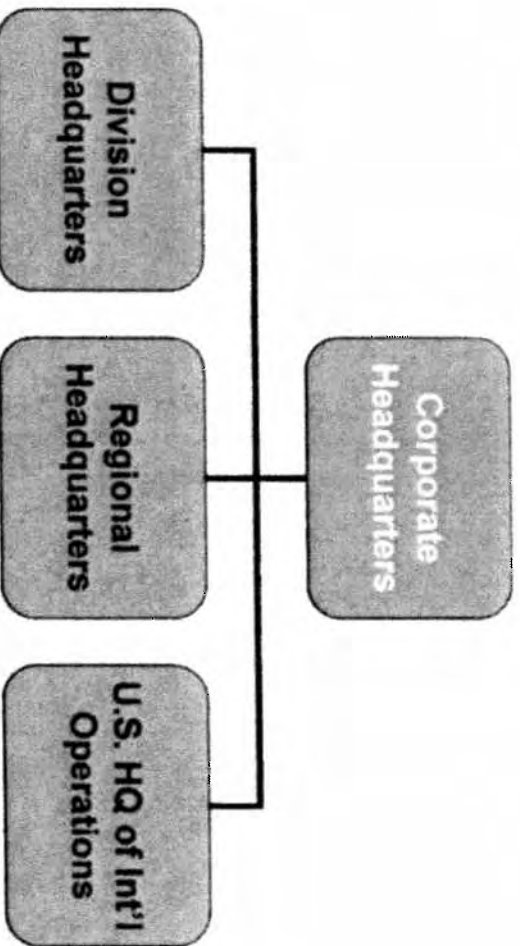 Corporate
Headquarters
Division
Headquarters
Regional
Headquarters
U.S. HQ of Int'l
Operations